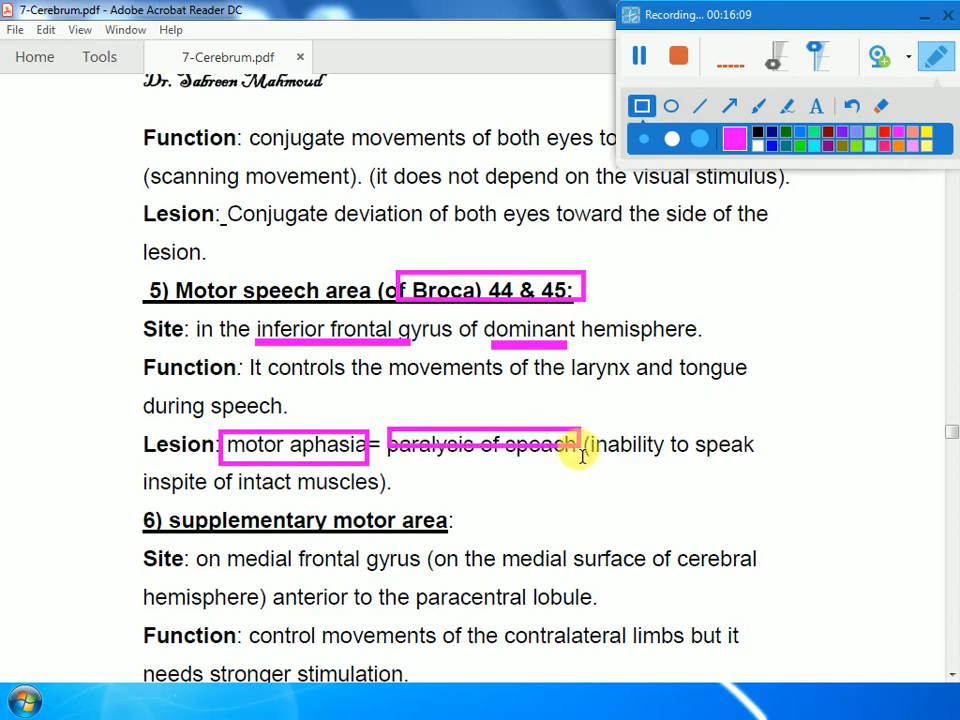 7-Cerebrum.pdf - Adobe Acrobat Reader DC
Recording... 00:16:09
File Edit View Window Help
Home Tools 7-Cerebrum.pdf
A
Dr. Sabreen Mahmoud
Function: conjugate movements of both eyes to
(scanning movement). (it does not depend on the visual stimulus).
Lesion: Conjugate deviation of both eyes toward the side of the
lesion.
5) Motor speech area (of Broca) 44 & 45:
Site: in the inferior frontal gyrus of dominant hemisphere.
Function: It controls the movements of the larynx and tongue
during speech.
Lesion: motor aphasia= paralysis of speach (inability to speak
inspite of intact muscles).
6) supplementary motor area:
Site: on medial frontal gyrus (on the medial surface of cerebral
hemisphere) anterior to the paracentral lobule.
Function: control movements of the contralateral limbs but it
needs stronger stimulation.